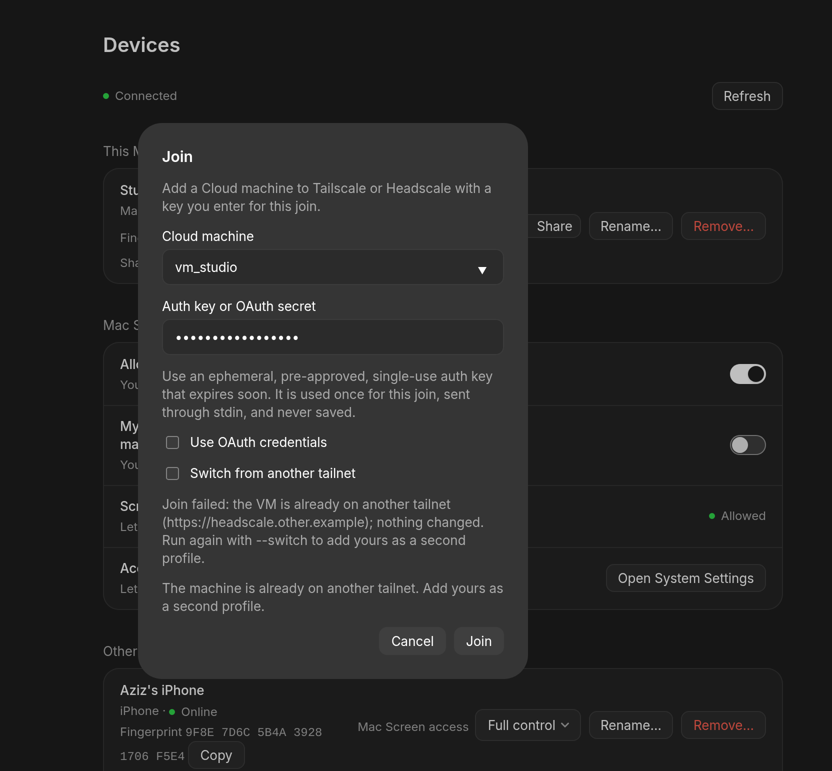 Devices
Connected
Refresh
This
Join
Add a Cloud machine to Tailscale or Headscale with a
key you enter for this join.
Cloud machine
vm_studio
Auth key or OAuth secret
•••••••••••••••••
Use an ephemeral, pre-approved, single-use auth key
that expires soon. It is used once for this join, sent
through stdin, and never saved.
Use OAuth credentials
Switch from another tailnet
Join failed: the VM is already on another tailnet
(https://headscale.other.example); nothing changed.
Run again with --switch to add yours as a second
profile.
The machine is already on another tailnet. Add yours as
a second profile.
Cancel
Join
Share
Rename...
Remove...
Mac
My
Allowed
Open System Settings
Other
Aziz's iPhone
iPhone · Online
Fingerprint 9F8E 7D6C 5B4A 3928
1706 F5E4 Copy
Mac Screen access
Full control
Rename...
Remove...